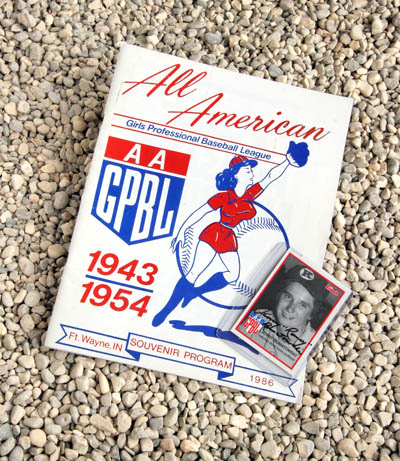 All
American
Girls Professional Baseball League
AA
GPBL
1943
1954
Ft. Wayne, IN
SOUVENIR PROGRAM
1986